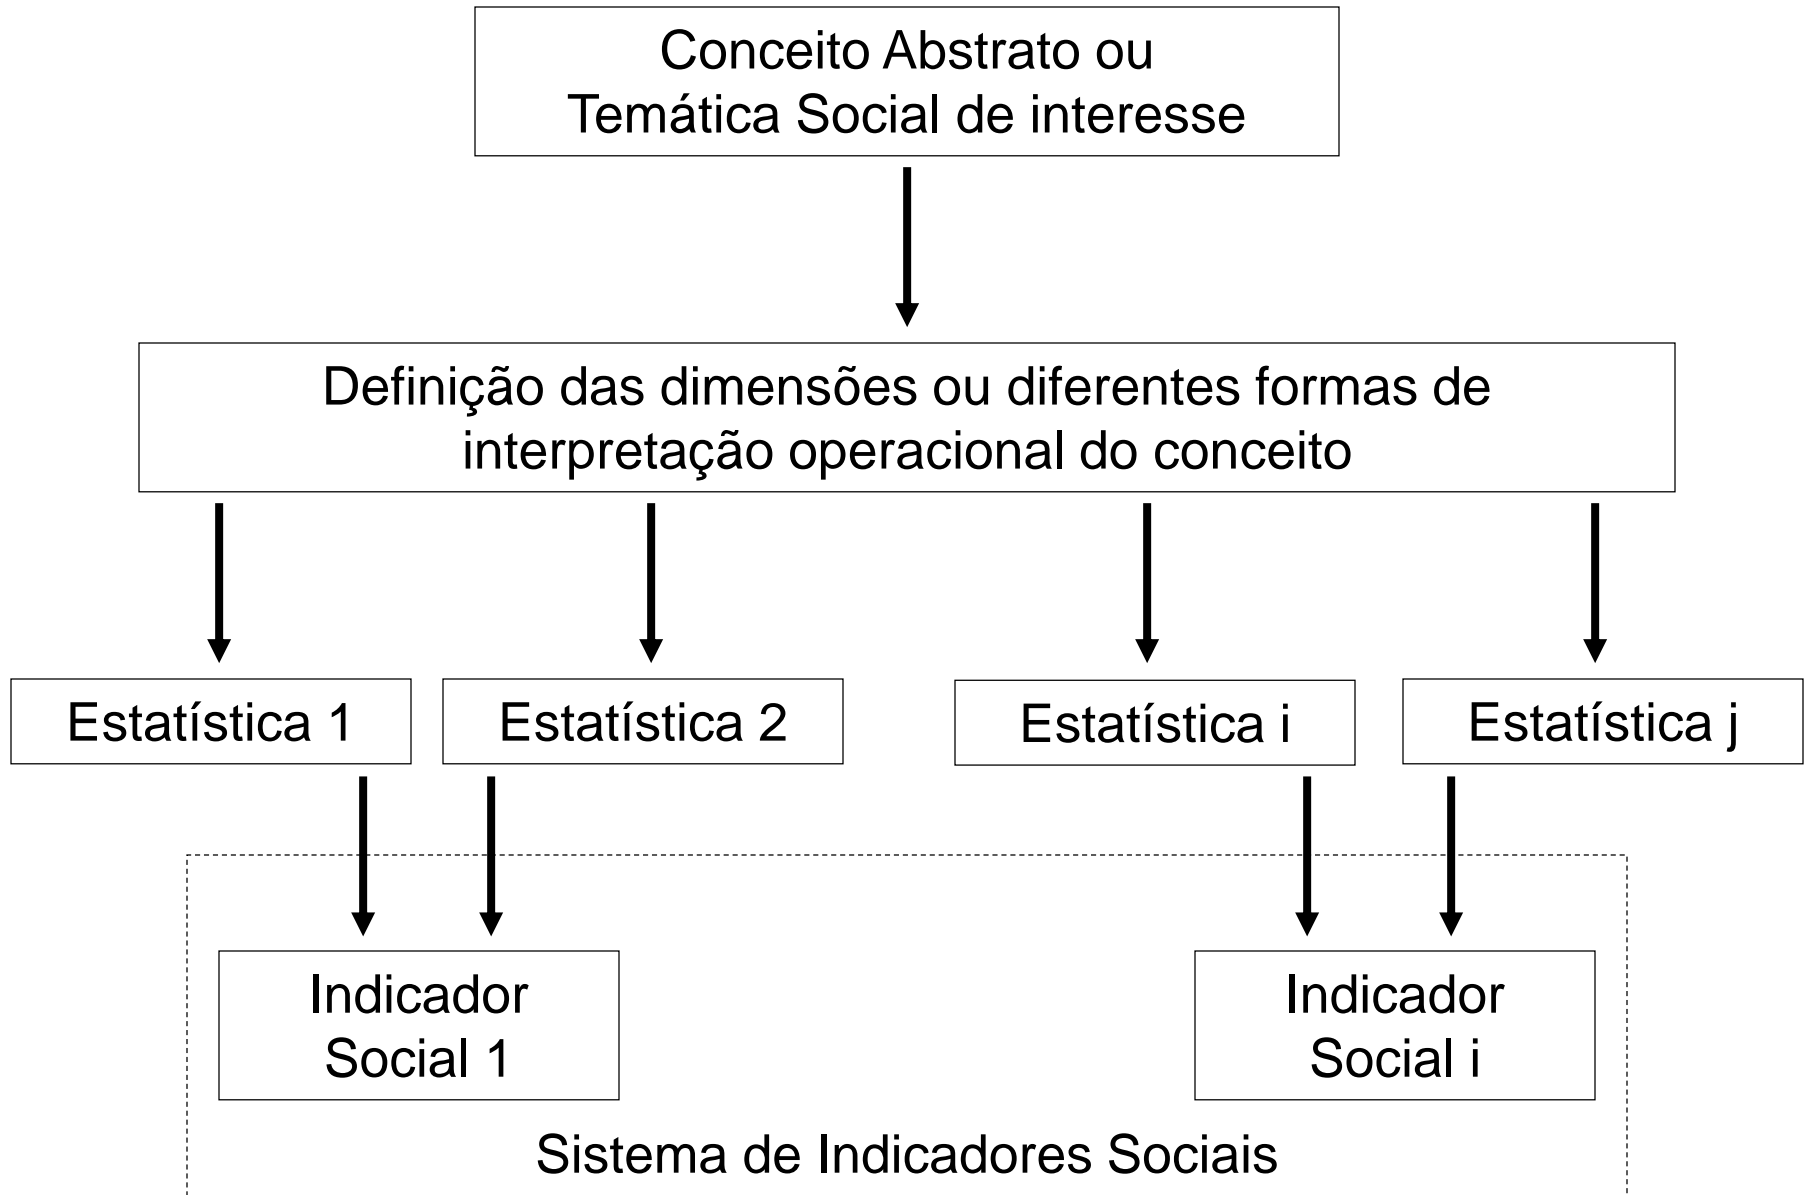 Conceito Abstrato ou
Temática Social de interesse
Definição das dimensões ou diferentes formas de
interpretação operacional do conceito
Estatística 1
Estatística 2
Estatística i
Estatística j
Indicador
Social 1
Indicador
Social i
Sistema de Indicadores Sociais